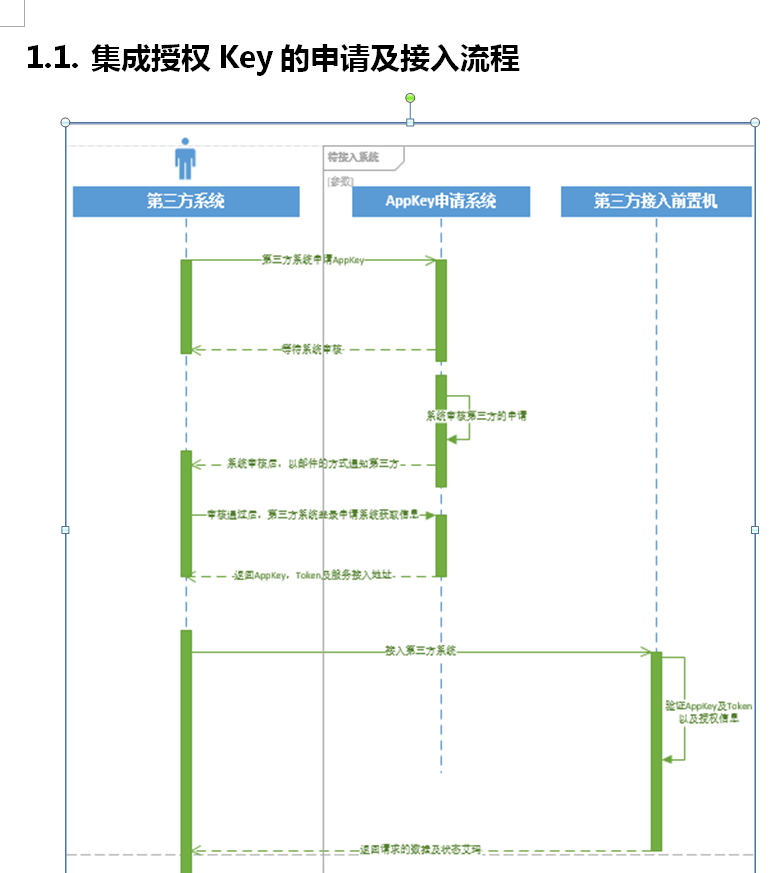 1.1. 集成授权 Key 的申请及接入流程
待接入系统
[参数]
第三方系统
AppKey申请系统
第三方接入前置机
第三方系统申请AppKey
等待系统审核
系统审核第三方的申请
系统审核后，以邮件的方式通知第三方
审核通过后，第三方系统登录申请系统获取信息
返回AppKey，Token及服务接入地址
接入第三方系统
验证AppKey及Token
以及授权信息
返回请求的数据及状态艾玛